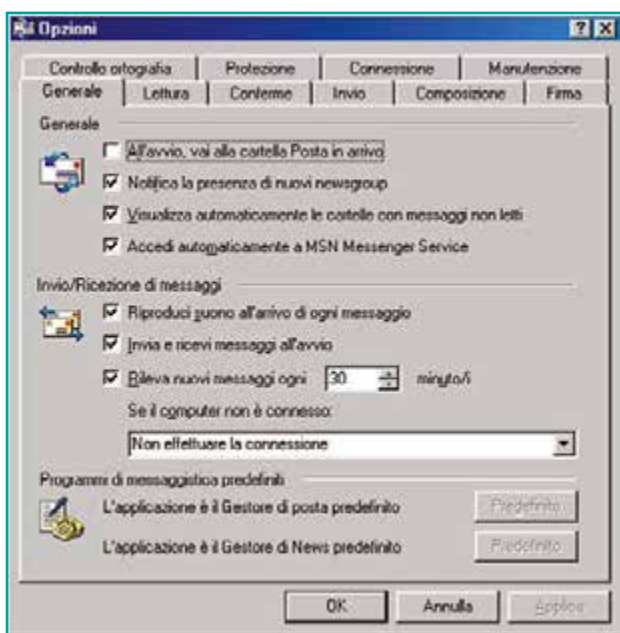 Opzioni
Controllo ortografia Protezione Connessione Manutenzione
Generale Lettura Conferme Invio Composizione Firma
Generale
All'avvio, vai alla cartella Posta in arrivo
Notifica la presenza di nuovi newsgroup
Visualizza automaticamente le cartelle con messaggi non letti
Accedi automaticamente a MSN Messenger Service
Invio/Ricezione di messaggi
Riproduci suono all'arrivo di ogni messaggio
Invia e ricevi messaggi all'avvio
Rileva nuovi messaggi ogni 30 minuto/i
Se il computer non è connesso:
Non effettuare la connessione
Programmi di messaggistica predefiniti
L'applicazione è il Gestore di posta predefinito Predefinito
L'applicazione è il Gestore di News predefinito Predefinito
OK Annulla Applica